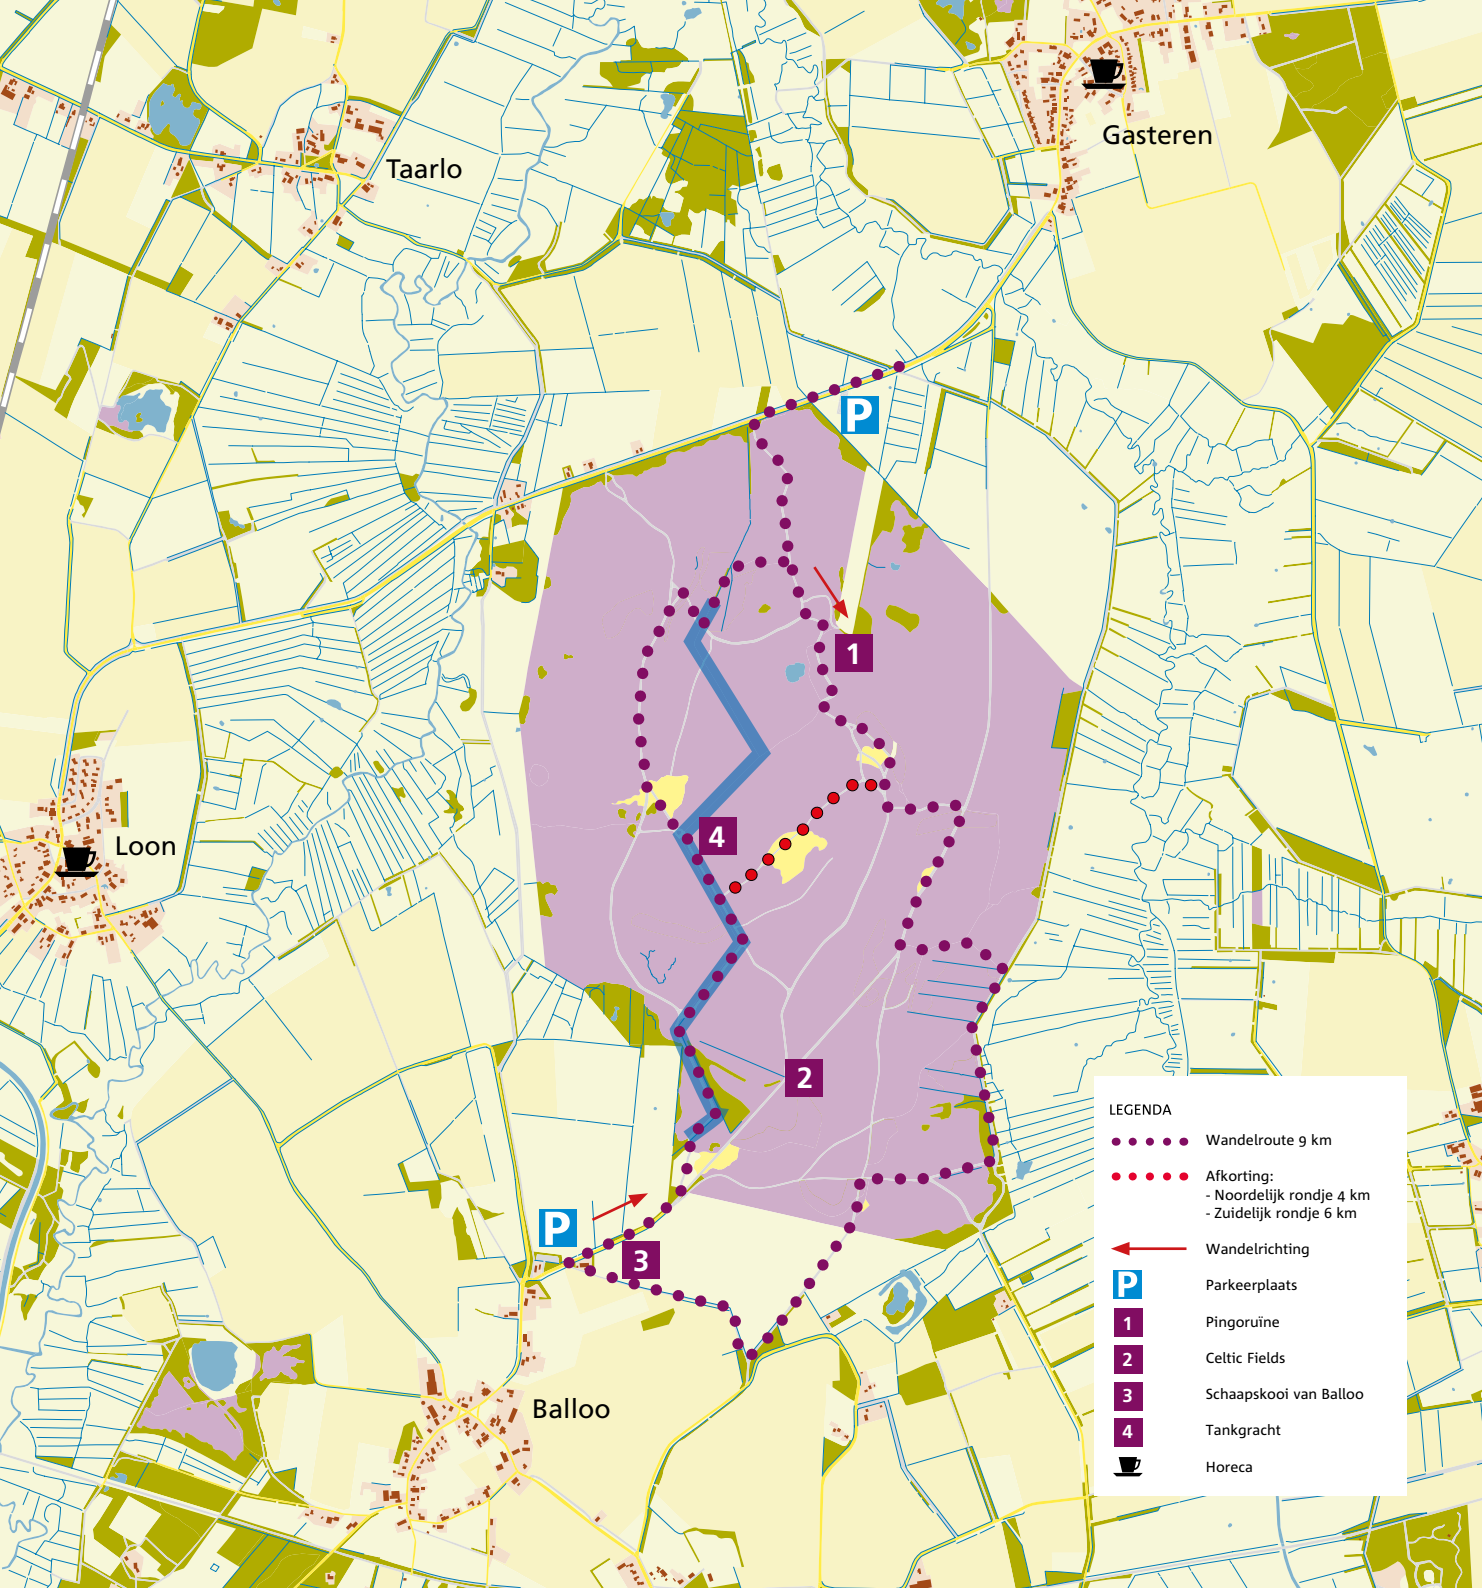 Gasteren
Taarlo
P
1
4
Loon
2
P
3
Balloo
LEGENDA
Wandelroute 9 km
Afkorting:
- Noordelijk rondje 4 km
- Zuidelijk rondje 6 km
Wandelrichting
P Parkeerplaats
1 Pingoruïne
2 Celtic Fields
3 Schaapskooi van Balloo
4 Tankgracht
Horeca